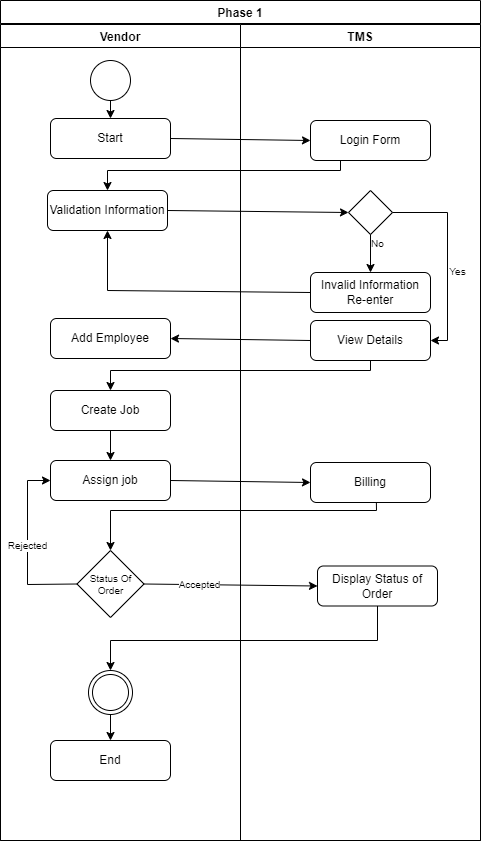 Phase 1
Vendor
TMS
Start
Login Form
Validation Information
No
Yes
Invalid Information
Re-enter
Add Employee
View Details
Create Job
Assign job
Billing
Rejected
Status Of
Order
Accepted
Display Status of
Order
End